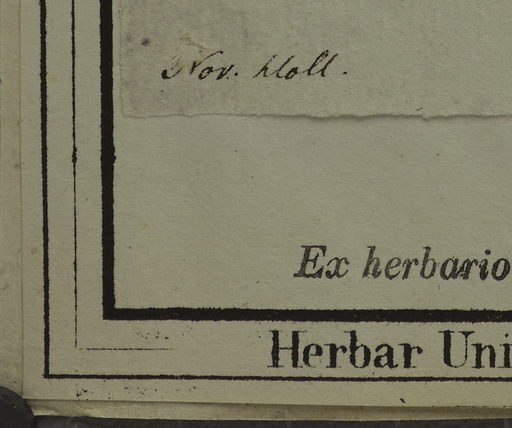 Nov. Holl.
Ex herbario
Herbar Uni